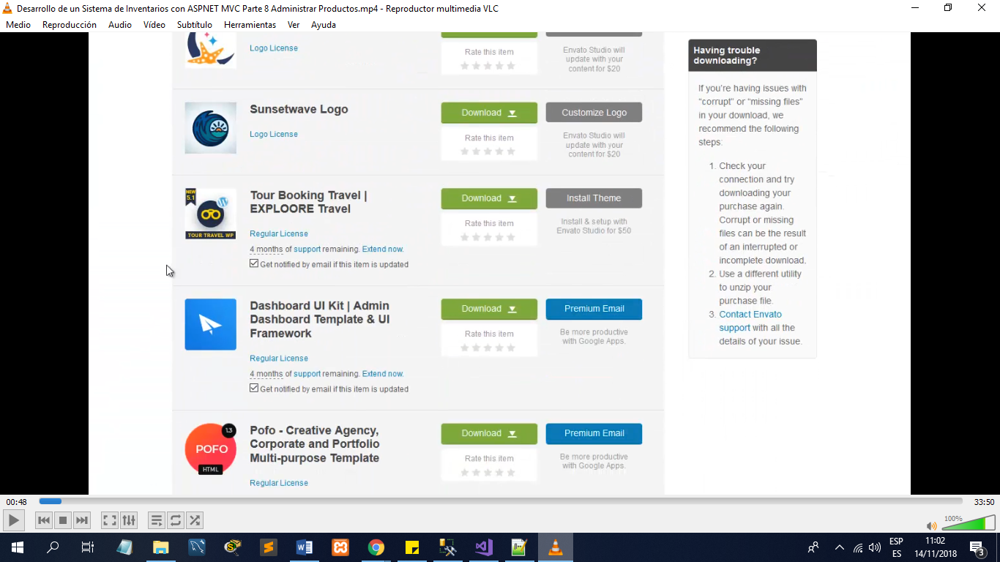 Desarrollo de un Sistema de Inventarios con ASPNET MVC Parte 8 Administrar Productos.mp4 - Reproductor multimedia VLC
Medio Reproducción Audio Vídeo Subtítulo Herramientas Ver Ayuda
Logo License
Rate this item
Envato Studio will
update with your
content for $20
Sunsetwave Logo
Logo License
Download
Rate this item
Customize Logo
Envato Studio will
update with your
content for $20
NEW
5.1
TOUR TRAVEL WP
Tour Booking Travel |
EXPLOORE Travel
Regular License
4 months of support remaining. Extend now.
Get notified by email if this item is updated
Download
Rate this item
Install Theme
Install & setup with
Envato Studio for $50
Dashboard UI Kit | Admin
Dashboard Template & UI
Framework
Regular License
4 months of support remaining. Extend now.
Get notified by email if this item is updated
Download
Rate this item
Premium Email
Be more productive
with Google Apps.
1.3
POFO
HTML
Pofo - Creative Agency,
Corporate and Portfolio
Multi-purpose Template
Regular License
Download
Rate this item
Premium Email
Be more productive
with Google Apps.
Having trouble
downloading?
If you're having issues with
“corrupt” or “missing files”
in your download, we
recommend the following
steps:
1. Check your
connection and try
downloading your
purchase again.
Corrupt or missing
files can be the result
of an interrupted or
incomplete download.
2. Use a different utility
to unzip your
purchase file.
3. Contact Envato
support with all the
details of your issue.
00:48
33:50
100%
ESP
ES
11:02
14/11/2018
3